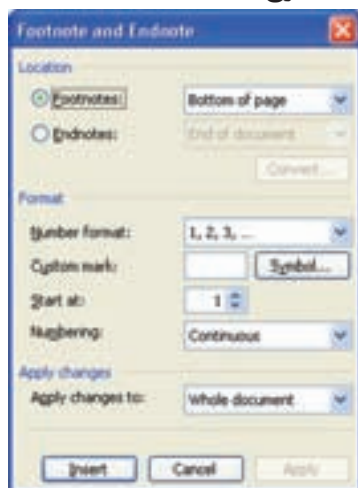 Footnote and Endnote
Location
Footnotes: Bottom of page
Endnotes: End of document
Convert...
Format
Number format: 1, 2, 3, ...
Custom mark: Symbol...
Start at: 1
Numbering: Continuous
Apply changes
Apply changes to: Whole document
Insert Cancel Apply